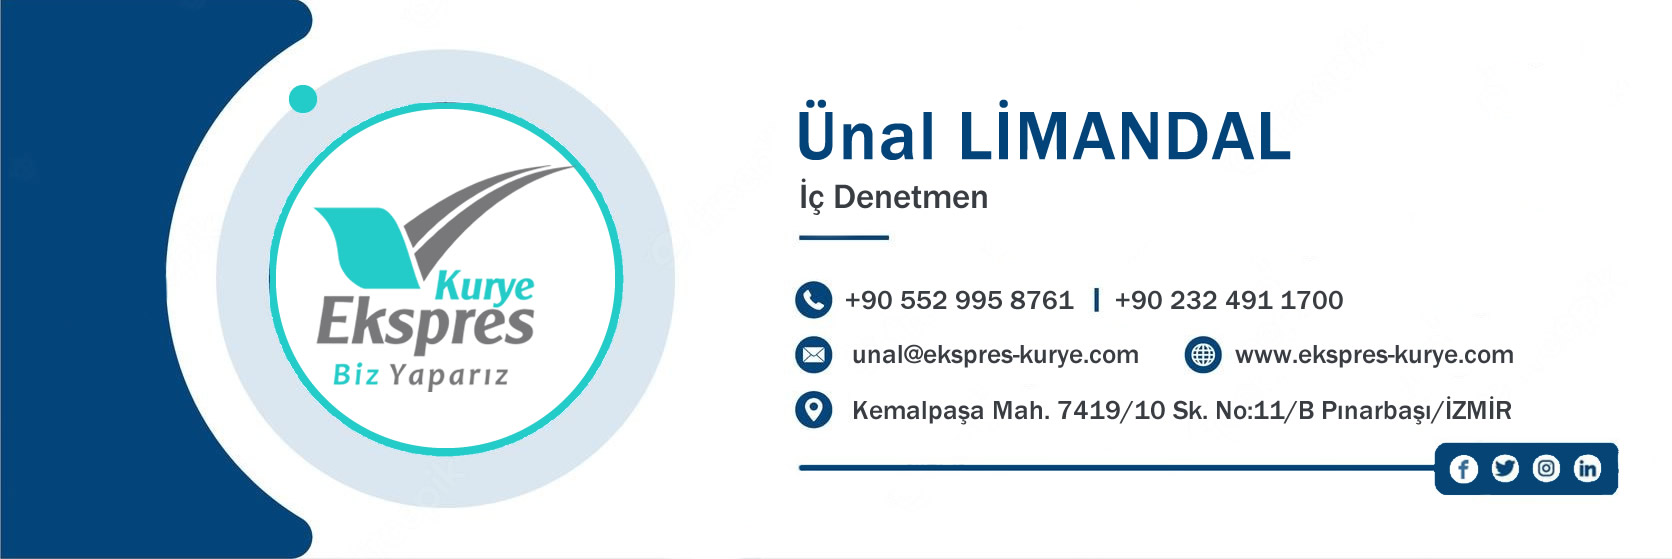 Kurye
Ekspres
Biz Yaparız
Ünal LİMANDAL
İç Denetmen
+90 552 995 8761 | +90 232 491 1700
unal@ekspres-kurye.com www.ekspres-kurye.com
Kemalpaşa Mah. 7419/10 Sk. No:11/B Pınarbaşı/İZMİR